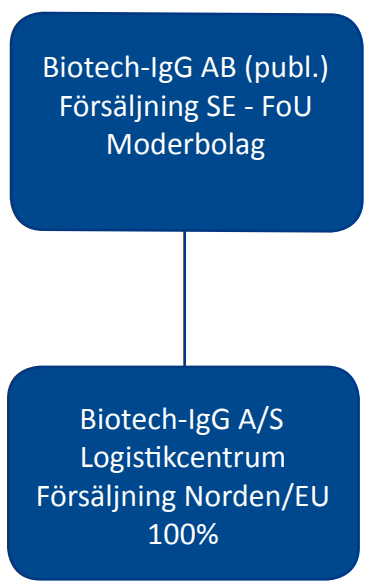 Biotech-IgG AB (publ.)
Försäljning SE - FoU
Moderbolag
Biotech-IgG A/S
Logistikcentrum
Försäljning Norden/EU
100%